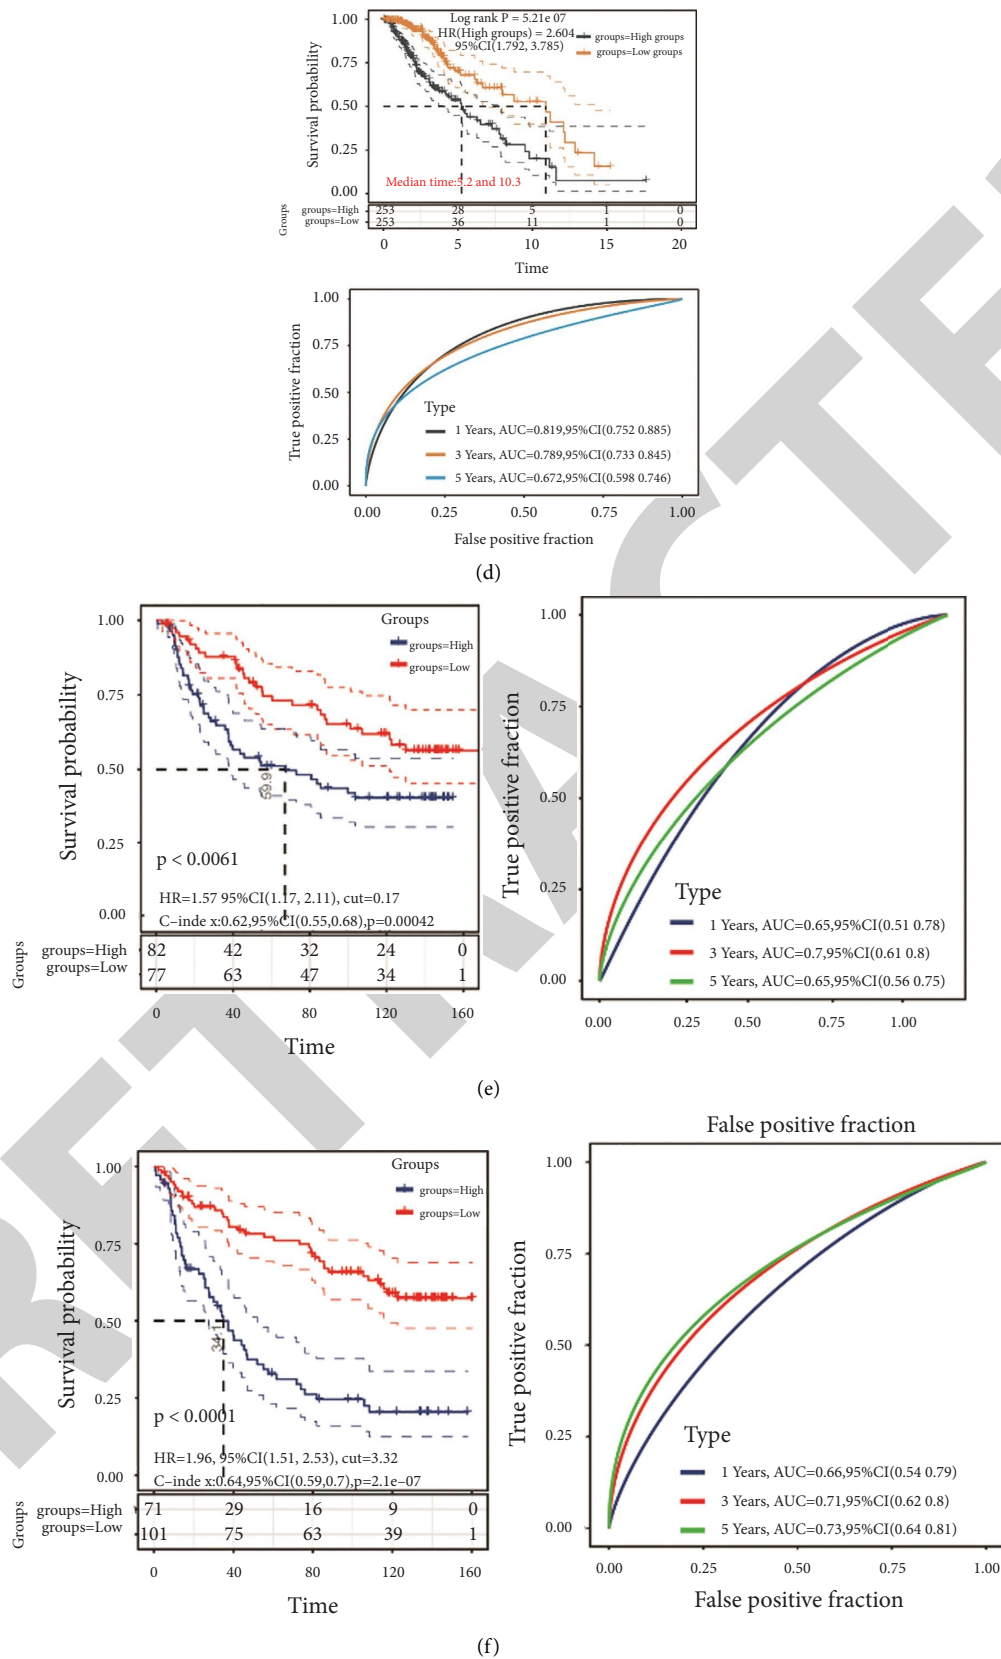 Log rank P = 5.21e 07
HR(High groups) = 2.604
95%CI(1.792, 3.785)
groups=High groups
groups=Low groups
Survival probability
1.00
0.75
0.50
0.25
0.00
Median time:5.2 and 10.3
Groups
groups=High 253 28 5 1 0
groups=Low 253 36 11 1 0
0 5 10 15 20
Time
True positive fraction
1.00
0.75
0.50
0.25
0.00
Type
1 Years, AUC=0.819,95%CI(0.752 0.885)
3 Years, AUC=0.789,95%CI(0.733 0.845)
5 Years, AUC=0.672,95%CI(0.598 0.746)
0.00 0.25 0.50 0.75 1.00
False positive fraction
(d)
Survival probability
1.00
0.75
0.50
0.25
0.00
Groups
groups=High
groups=Low
59.9
p < 0.0061
HR=1.57 95%CI(1.17, 2.11), cut=0.17
C–inde x:0.62,95%CI(0.55,0.68),p=0.00042
Groups
groups=High 82 42 32 24 0
groups=Low 77 63 47 34 1
0 40 80 120 160
Time
True positive fraction
1.00
0.75
0.50
0.25
0.00
Type
1 Years, AUC=0.65,95%CI(0.51 0.78)
3 Years, AUC=0.7,95%CI(0.61 0.8)
5 Years, AUC=0.65,95%CI(0.56 0.75)
0.00 0.25 0.50 0.75 1.00
(e)
False positive fraction
Survival probability
1.00
0.75
0.50
0.25
0.00
Groups
groups=High
groups=Low
34.1
p < 0.0001
HR=1.96, 95%CI(1.51, 2.53), cut=3.32
C–inde x:0.64,95%CI(0.59,0.7),p=2.1e–07
Groups
groups=High 71 29 16 9 0
groups=Low 101 75 63 39 1
0 40 80 120 160
Time
True positive fraction
1.00
0.75
0.50
0.25
0.00
Type
1 Years, AUC=0.66,95%CI(0.54 0.79)
3 Years, AUC=0.71,95%CI(0.62 0.8)
5 Years, AUC=0.73,95%CI(0.64 0.81)
0.00 0.25 0.50 0.75 1.00
False positive fraction
(f)